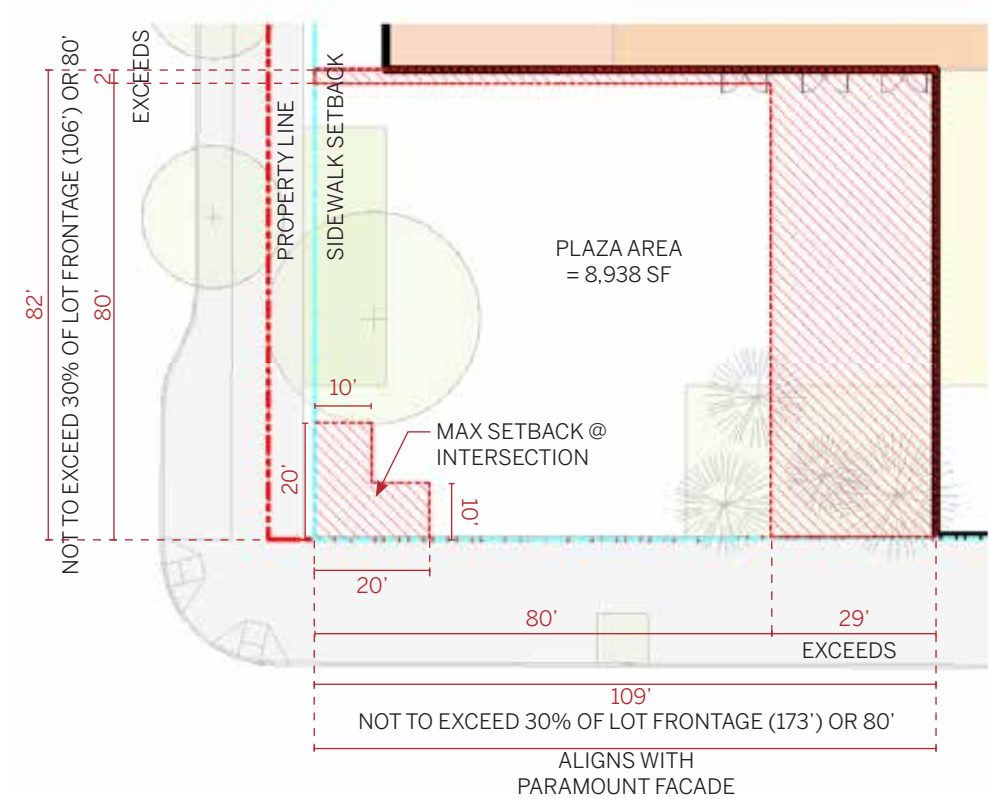 EXCEEDS
2'
NOT TO EXCEED 30% OF LOT FRONTAGE (106') OR 80'
82'
80'
PROPERTY LINE
SIDEWALK SETBACK
PLAZA AREA
= 8,938 SF
10'
MAX SETBACK @
INTERSECTION
20'
10'
20'
80'
29'
EXCEEDS
109'
NOT TO EXCEED 30% OF LOT FRONTAGE (173') OR 80'
ALIGNS WITH
PARAMOUNT FACADE